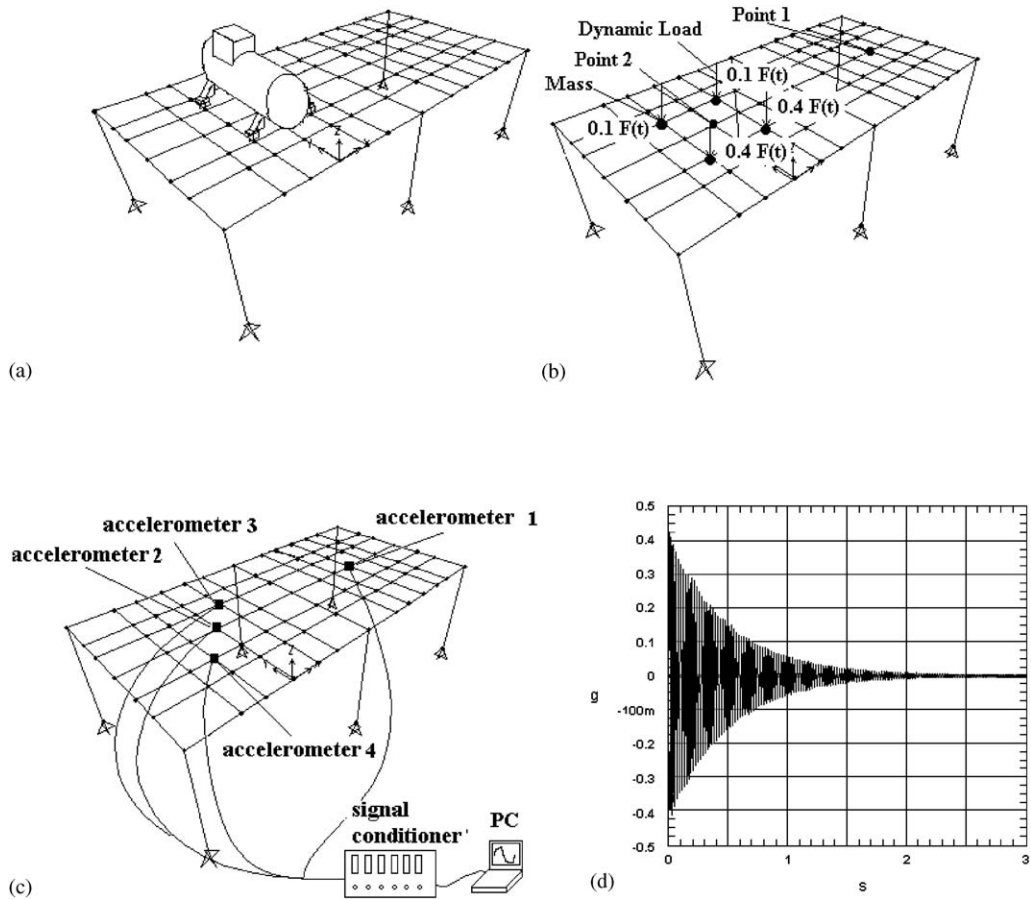 Z
Y
X
(a)
Point 1
Dynamic Load
Point 2
Mass
0.1 F(t)
0.4 F(t)
0.1 F(t)
0.4 F(t)
(b)
accelerometer 3
accelerometer 1
accelerometer 2
Z
Y
accelerometer 4
signal
conditioner
PC
(c)
0.5
0.4
0.3
0.2
0.1
0
g
-100m
-0.2
-0.3
-0.4
-0.5
0
1
2
3
s
(d)